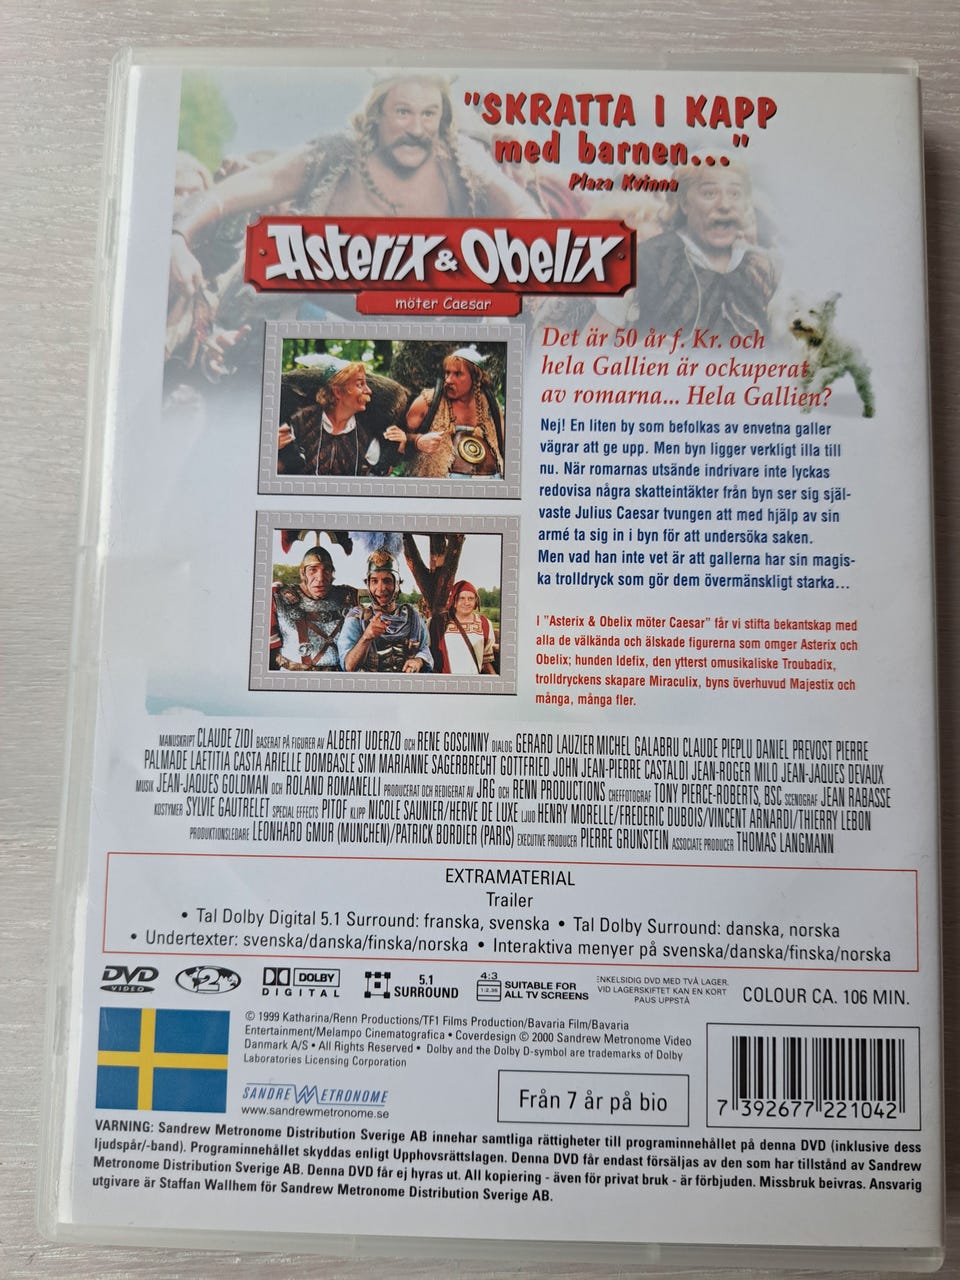 "SKRATTA I KAPP
med barnen..."
Plaza Kvinna
Asterix & Obelix
möter Caesar
Det är 50 år f. Kr. och
hela Gallien är ockuperat
av romarna... Hela Gallien?
Nej! En liten by som befolkas av envetna galler
vägrar att ge upp. Men byn ligger verkligt illa till
nu. När romarnas utsände indrivare inte lyckas
redovisa några skatteintäkter från byn ser sig själ-
vaste Julius Caesar tvungen att med hjälp av sin
armé ta sig in i byn för att undersöka saken.
Men vad han inte vet är att gallerna har sin magis-
ka trolldryck som gör dem övermänskligt starka...
I "Asterix & Obelix möter Caesar" får vi stifta bekantskap med
alla de välkända och älskade figurerna som omger Asterix och
Obelix; hunden Idefix, den ytterst omusikaliske Troubadix,
trolldryckens skapare Miraculix, byns överhuvud Majestix och
många, många fler.
MANUSKRIPT CLAUDE ZIDI BASERAT PÅ FIGURER AV ALBERT UDERZO OCH RENE GOSCINNY DIALOG GERARD LAUZIER MICHEL GALABRU CLAUDE PIEPLU DANIEL PREVOST PIERRE
PALMADE LAETITIA CASTA ARIELLE DOMBASLE SIM MARIANNE SAGERBRECHT GOTTFRIED JOHN JEAN-PIERRE CASTALDI JEAN-ROGER MILO JEAN-JAQUES DEVAUX
MUSIK JEAN-JAQUES GOLDMAN OCH ROLAND ROMANELLI PRODUCERAT OCH REDIGERAT AV JRG OCH RENN PRODUCTIONS CHEFFOTOGRAF TONY PIERCE-ROBERTS, BSC SCENOGRAF JEAN RABASSE
KOSTYMER SYLVIE GAUTRELET SPECIAL EFFECTS PITOF KLIPP NICOLE SAUNIER/HERVE DE LUXE LJUD HENRY MORELLE/FREDERIC DUBOIS/VINCENT ARNARDI/THIERRY LEBON
PRODUKTIONSLEDARE LEONHARD GMUR (MUNCHEN)/PATRICK BORDIER (PARIS) EXECUTIVE PRODUCER PIERRE GRUNSTEIN ASSOCIATE PRODUCER THOMAS LANGMANN
EXTRAMATERIAL
Trailer
• Tal Dolby Digital 5.1 Surround: franska, svenska • Tal Dolby Surround: danska, norska
• Undertexter: svenska/danska/finska/norska • Interaktiva menyer på svenska/danska/finska/norska
DVD VIDEO
2
DOLBY DIGITAL
5.1 SURROUND
4:3
1:2.35
SUITABLE FOR
ALL TV SCREENS
ENKELSIDIG DVD MED TVÅ LAGER.
VID LAGERSKIFTET KAN EN KORT
PAUS UPPSTÅ
COLOUR CA. 106 MIN.
© 1999 Katharina/Renn Productions/TF1 Films Production/Bavaria Film/Bavaria
Entertainment/Melampo Cinematografica • Coverdesign © 2000 Sandrew Metronome Video
Danmark A/S • All Rights Reserved • Dolby and the Dolby D-symbol are trademarks of Dolby
Laboratories Licensing Corporation
SANDREW METRONOME
www.sandrewmetronome.se
Från 7 år på bio
7 392677 221042
VARNING: Sandrew Metronome Distribution Sverige AB innehar samtliga rättigheter till programinnehållet på denna DVD (inklusive dess
ljudspår/-band). Programinnehållet skyddas enligt Upphovsrättslagen. Denna DVD får endast försäljas av den som har tillstånd av Sandrew
Metronome Distribution Sverige AB. Denna DVD får ej hyras ut. All kopiering - även för privat bruk - är förbjuden. Missbruk beivras. Ansvarig
utgivare är Staffan Wallhem för Sandrew Metronome Distribution Sverige AB.